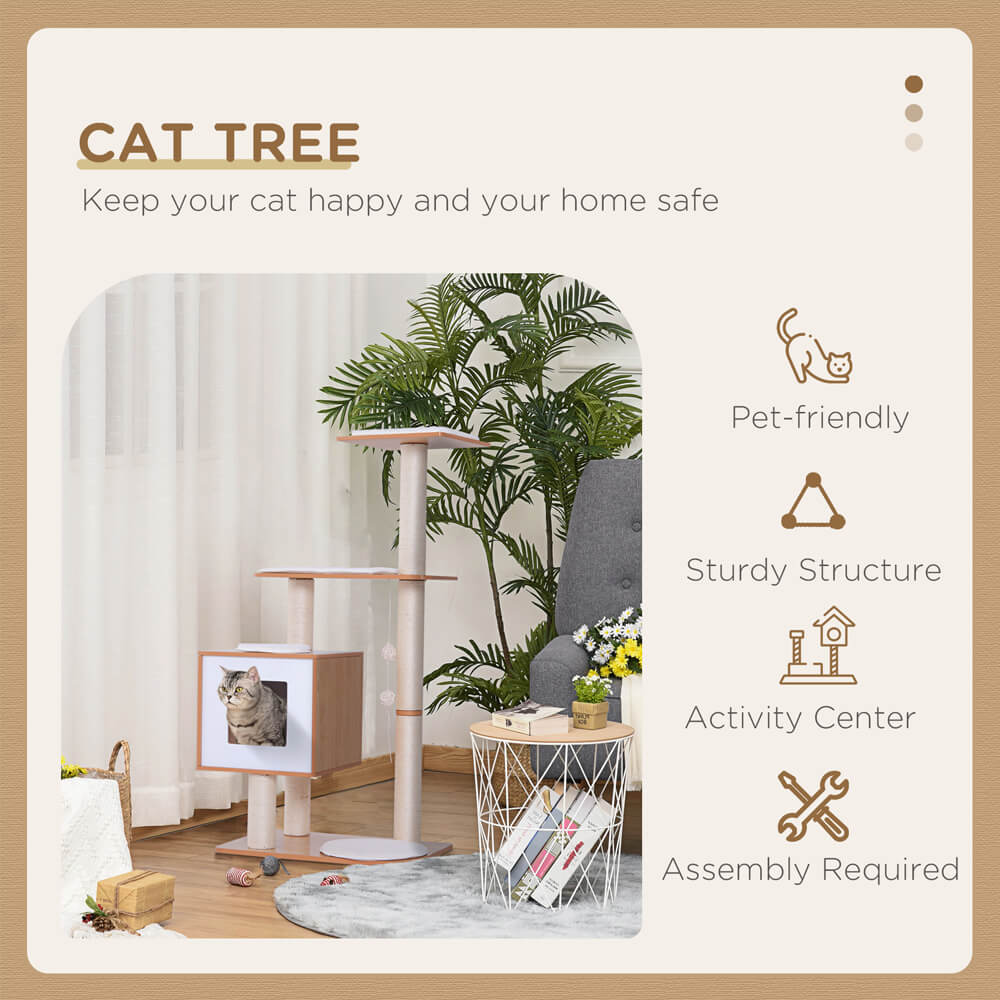 CAT TREE
Keep your cat happy and your home safe
Pet-friendly
Sturdy Structure
Activity Center
Assembly Required